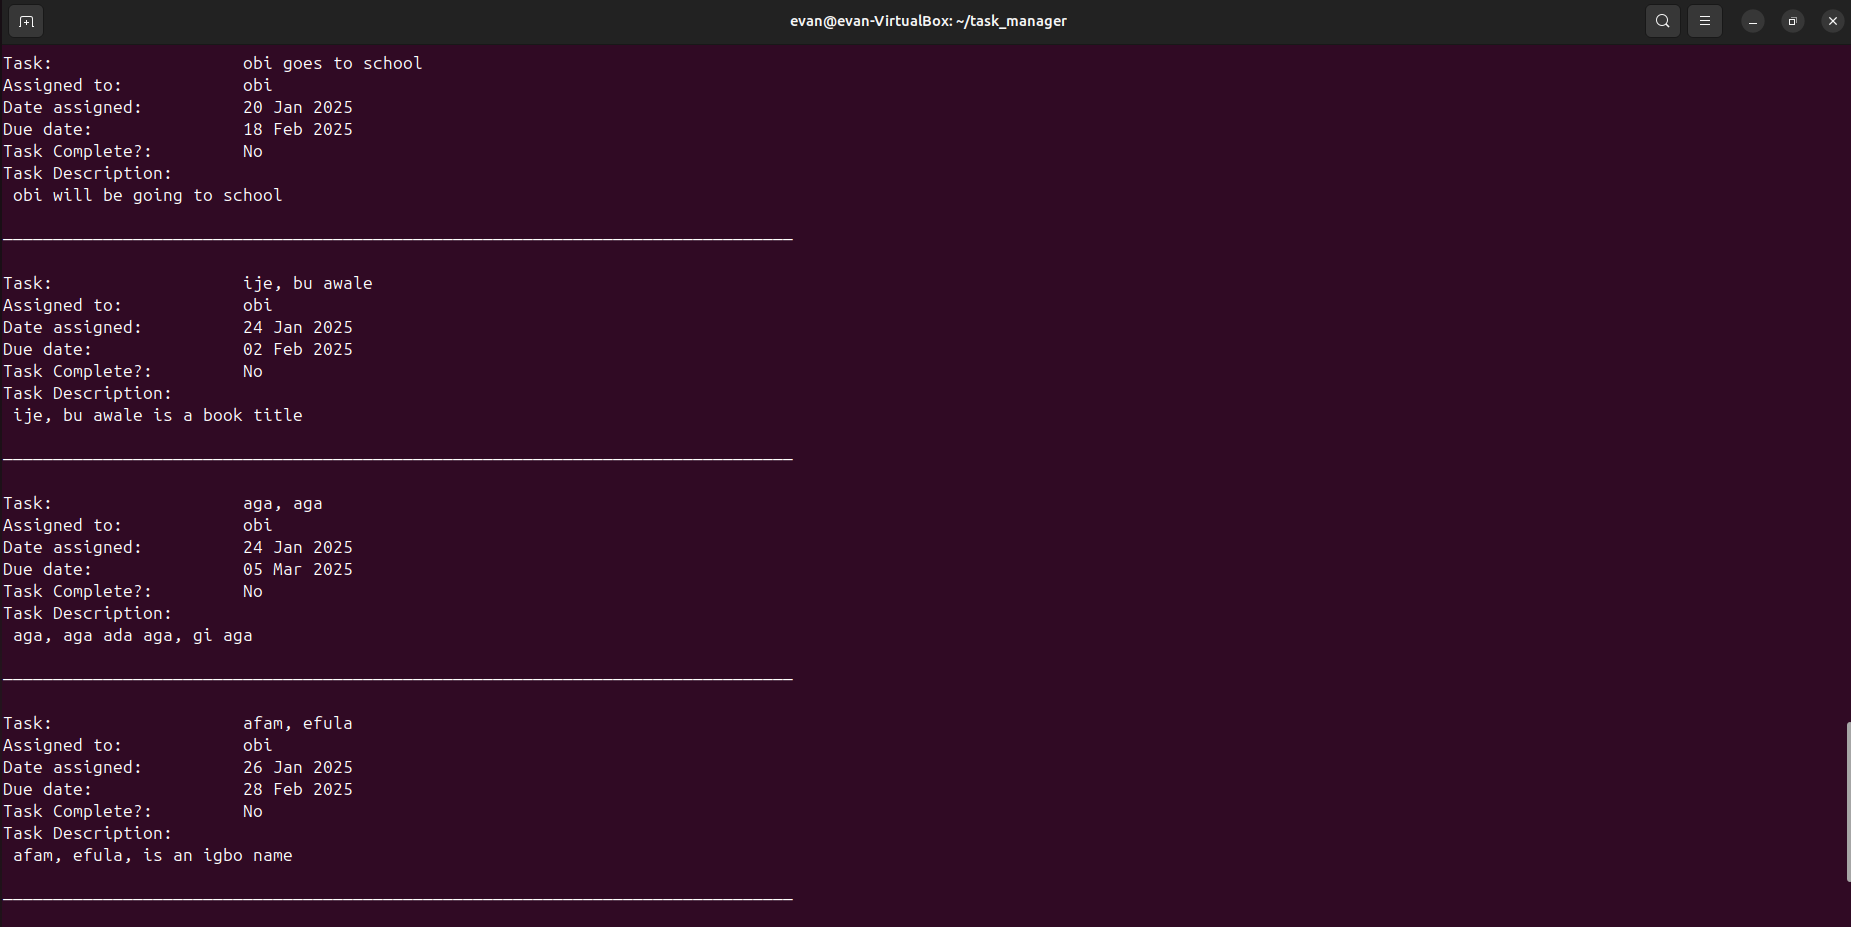 evan@evan-VirtualBox: ~/task_manager
Task: obi goes to school
Assigned to: obi
Date assigned: 20 Jan 2025
Due date: 18 Feb 2025
Task Complete?: No
Task Description:
obi will be going to school
Task: ije, bu awale
Assigned to: obi
Date assigned: 24 Jan 2025
Due date: 02 Feb 2025
Task Complete?: No
Task Description:
ije, bu awale is a book title
Task: aga, aga
Assigned to: obi
Date assigned: 24 Jan 2025
Due date: 05 Mar 2025
Task Complete?: No
Task Description:
aga, aga ada aga, gi aga
Task: afam, efula
Assigned to: obi
Date assigned: 26 Jan 2025
Due date: 28 Feb 2025
Task Complete?: No
Task Description:
afam, efula, is an igbo name